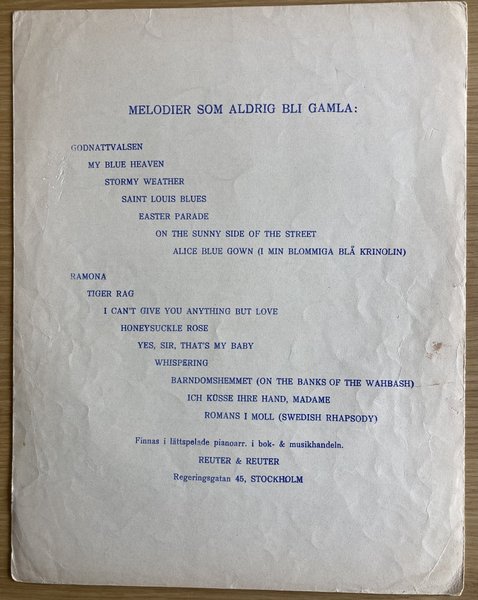 MELODIER SOM ALDRIG BLI GAMLA:
GODNATTVALSEN
MY BLUE HEAVEN
STORMY WEATHER
SAINT LOUIS BLUES
EASTER PARADE
ON THE SUNNY SIDE OF THE STREET
ALICE BLUE GOWN (I MIN BLOMMIGA BLÅ KRINOLIN)
RAMONA
TIGER RAG
I CAN'T GIVE YOU ANYTHING BUT LOVE
HONEYSUCKLE ROSE
YES, SIR, THAT'S MY BABY
WHISPERING
BARNDOMSHEMMET (ON THE BANKS OF THE WAHBASH)
ICH KÜSSE IHRE HAND, MADAME
ROMANS I MOLL (SWEDISH RHAPSODY)
Finnas i lättspelade pianoarr. i bok- & musikhandeln.
REUTER & REUTER
Regeringsgatan 45, STOCKHOLM